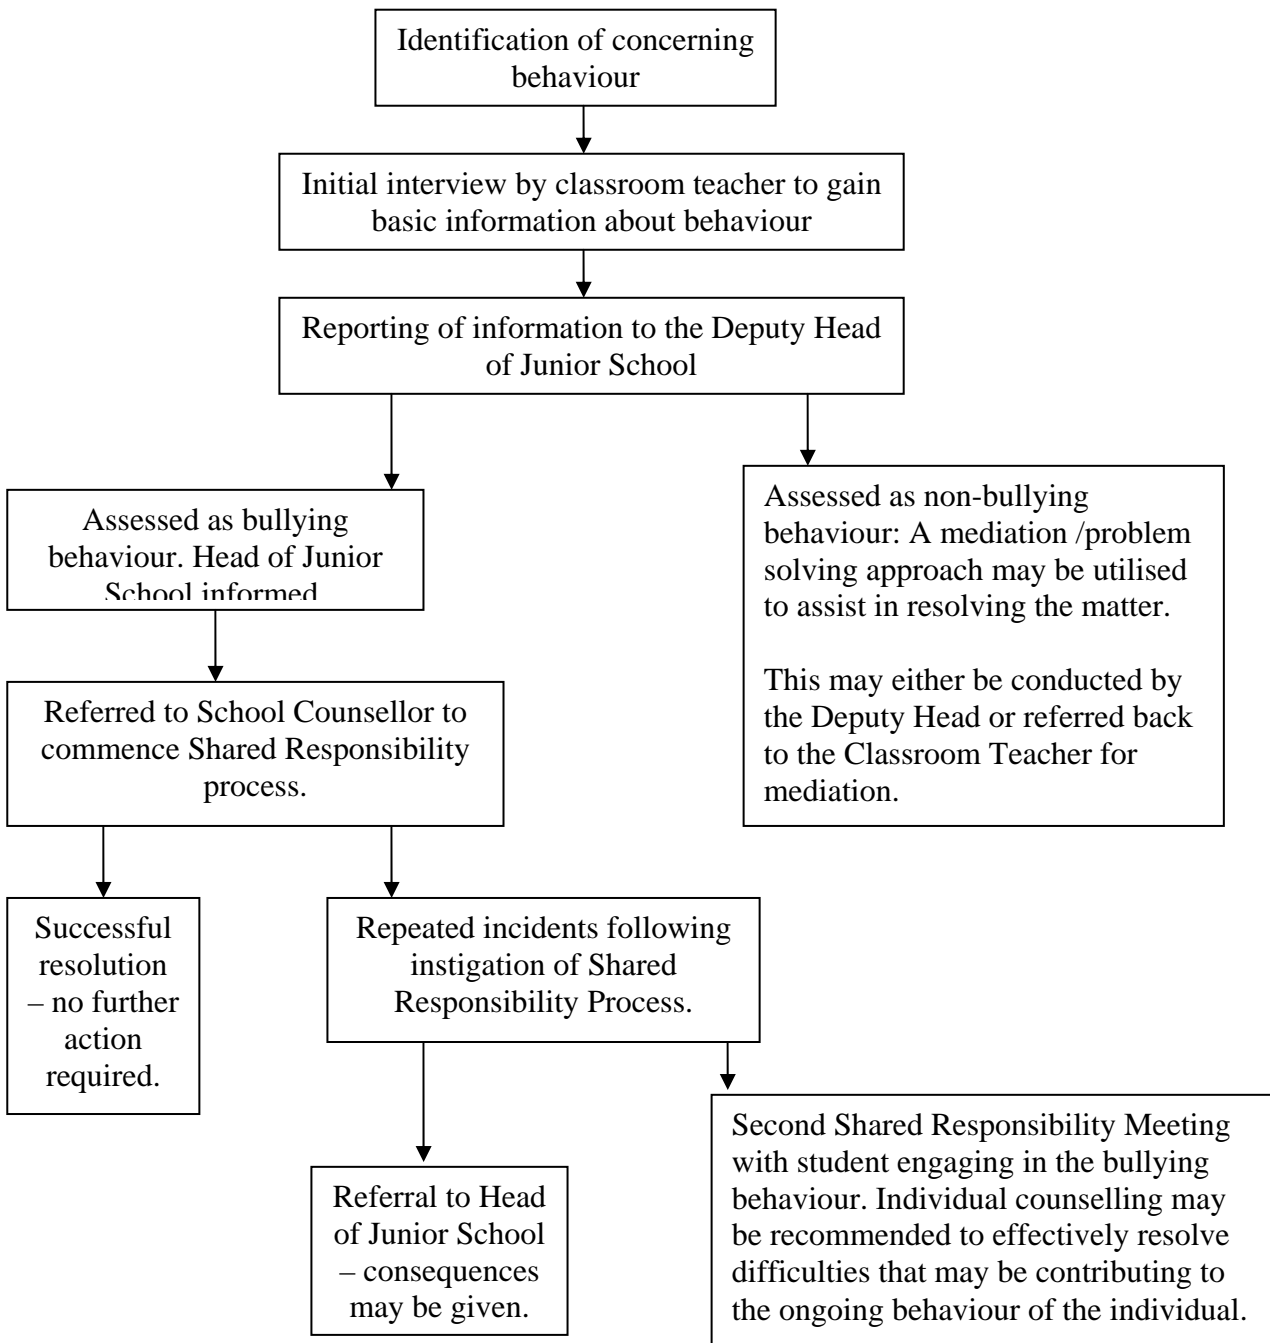 Identification of concerning
behaviour
Initial interview by classroom teacher to gain
basic information about behaviour
Reporting of information to the Deputy Head
of Junior School
Assessed as bullying
behaviour. Head of Junior
School informed
Assessed as non-bullying
behaviour: A mediation /problem
solving approach may be utilised
to assist in resolving the matter.
This may either be conducted by
the Deputy Head or referred back
to the Classroom Teacher for
mediation.
Referred to School Counsellor to
commence Shared Responsibility
process.
Successful
resolution
– no further
action
required.
Repeated incidents following
instigation of Shared
Responsibility Process.
Referral to Head
of Junior School
– consequences
may be given.
Second Shared Responsibility Meeting
with student engaging in the bullying
behaviour. Individual counselling may
be recommended to effectively resolve
difficulties that may be contributing to
the ongoing behaviour of the individual.